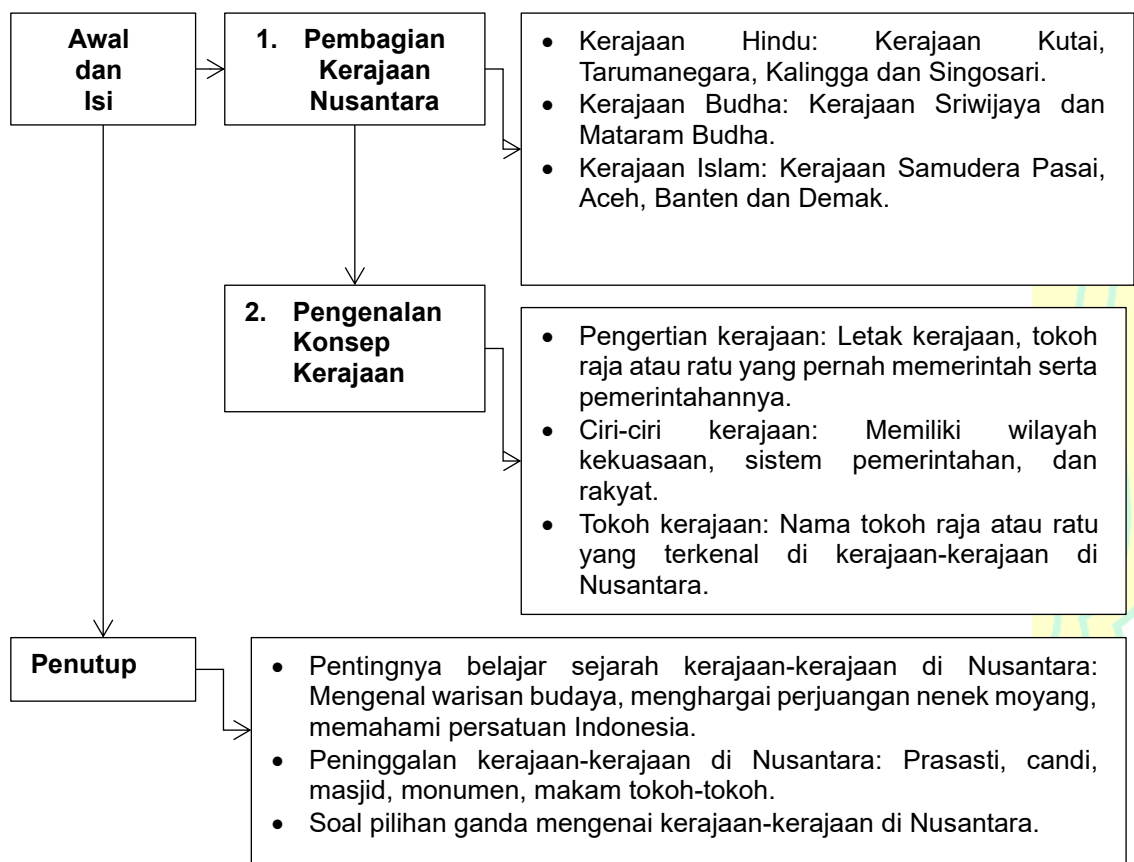 Awal
dan
Isi
1. Pembagian
Kerajaan
Nusantara
• Kerajaan Hindu: Kerajaan Kutai,
Tarumanegara, Kalingga dan Singosari.
• Kerajaan Budha: Kerajaan Sriwijaya dan
Mataram Budha.
• Kerajaan Islam: Kerajaan Samudera Pasai,
Aceh, Banten dan Demak.
2. Pengenalan
Konsep
Kerajaan
• Pengertian kerajaan: Letak kerajaan, tokoh
raja atau ratu yang pernah memerintah serta
pemerintahannya.
• Ciri-ciri kerajaan: Memiliki wilayah
kekuasaan, sistem pemerintahan, dan
rakyat.
• Tokoh kerajaan: Nama tokoh raja atau ratu
yang terkenal di kerajaan-kerajaan di
Nusantara.
Penutup
• Pentingnya belajar sejarah kerajaan-kerajaan di Nusantara:
Mengenal warisan budaya, menghargai perjuangan nenek moyang,
memahami persatuan Indonesia.
• Peninggalan kerajaan-kerajaan di Nusantara: Prasasti, candi,
masjid, monumen, makam tokoh-tokoh.
• Soal pilihan ganda mengenai kerajaan-kerajaan di Nusantara.